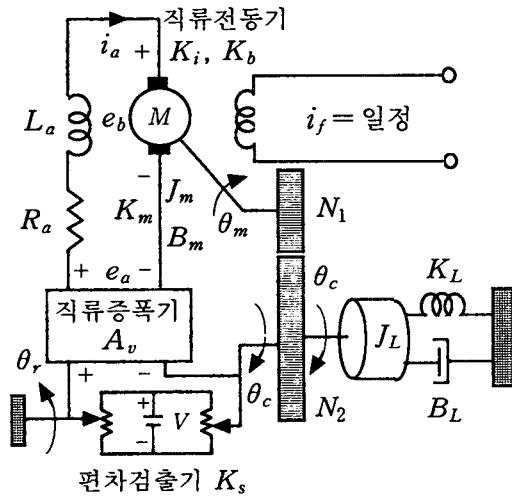 직류전동기
i_a + K_i, K_b
L_a e_b M i_f = 일정
R_a − K_m J_m B_m θ_m N_1
+ e_a − θ_c K_L
직류증폭기
A_v J_L
θ_r + − θ_c N_2 B_L
+ − V
편차검출기 K_s